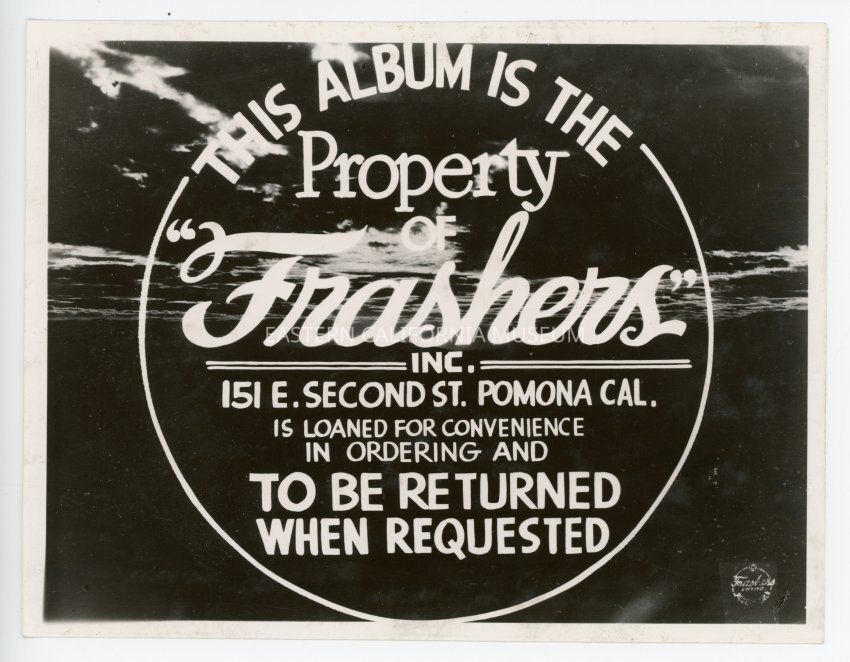 THIS ALBUM IS THE
Property
OF
"Frashers"
INC.
151 E. SECOND ST. POMONA CAL.
IS LOANED FOR CONVENIENCE
IN ORDERING AND
TO BE RETURNED
WHEN REQUESTED
EASTERN CALIFORNIA MUSEUM
Frashers